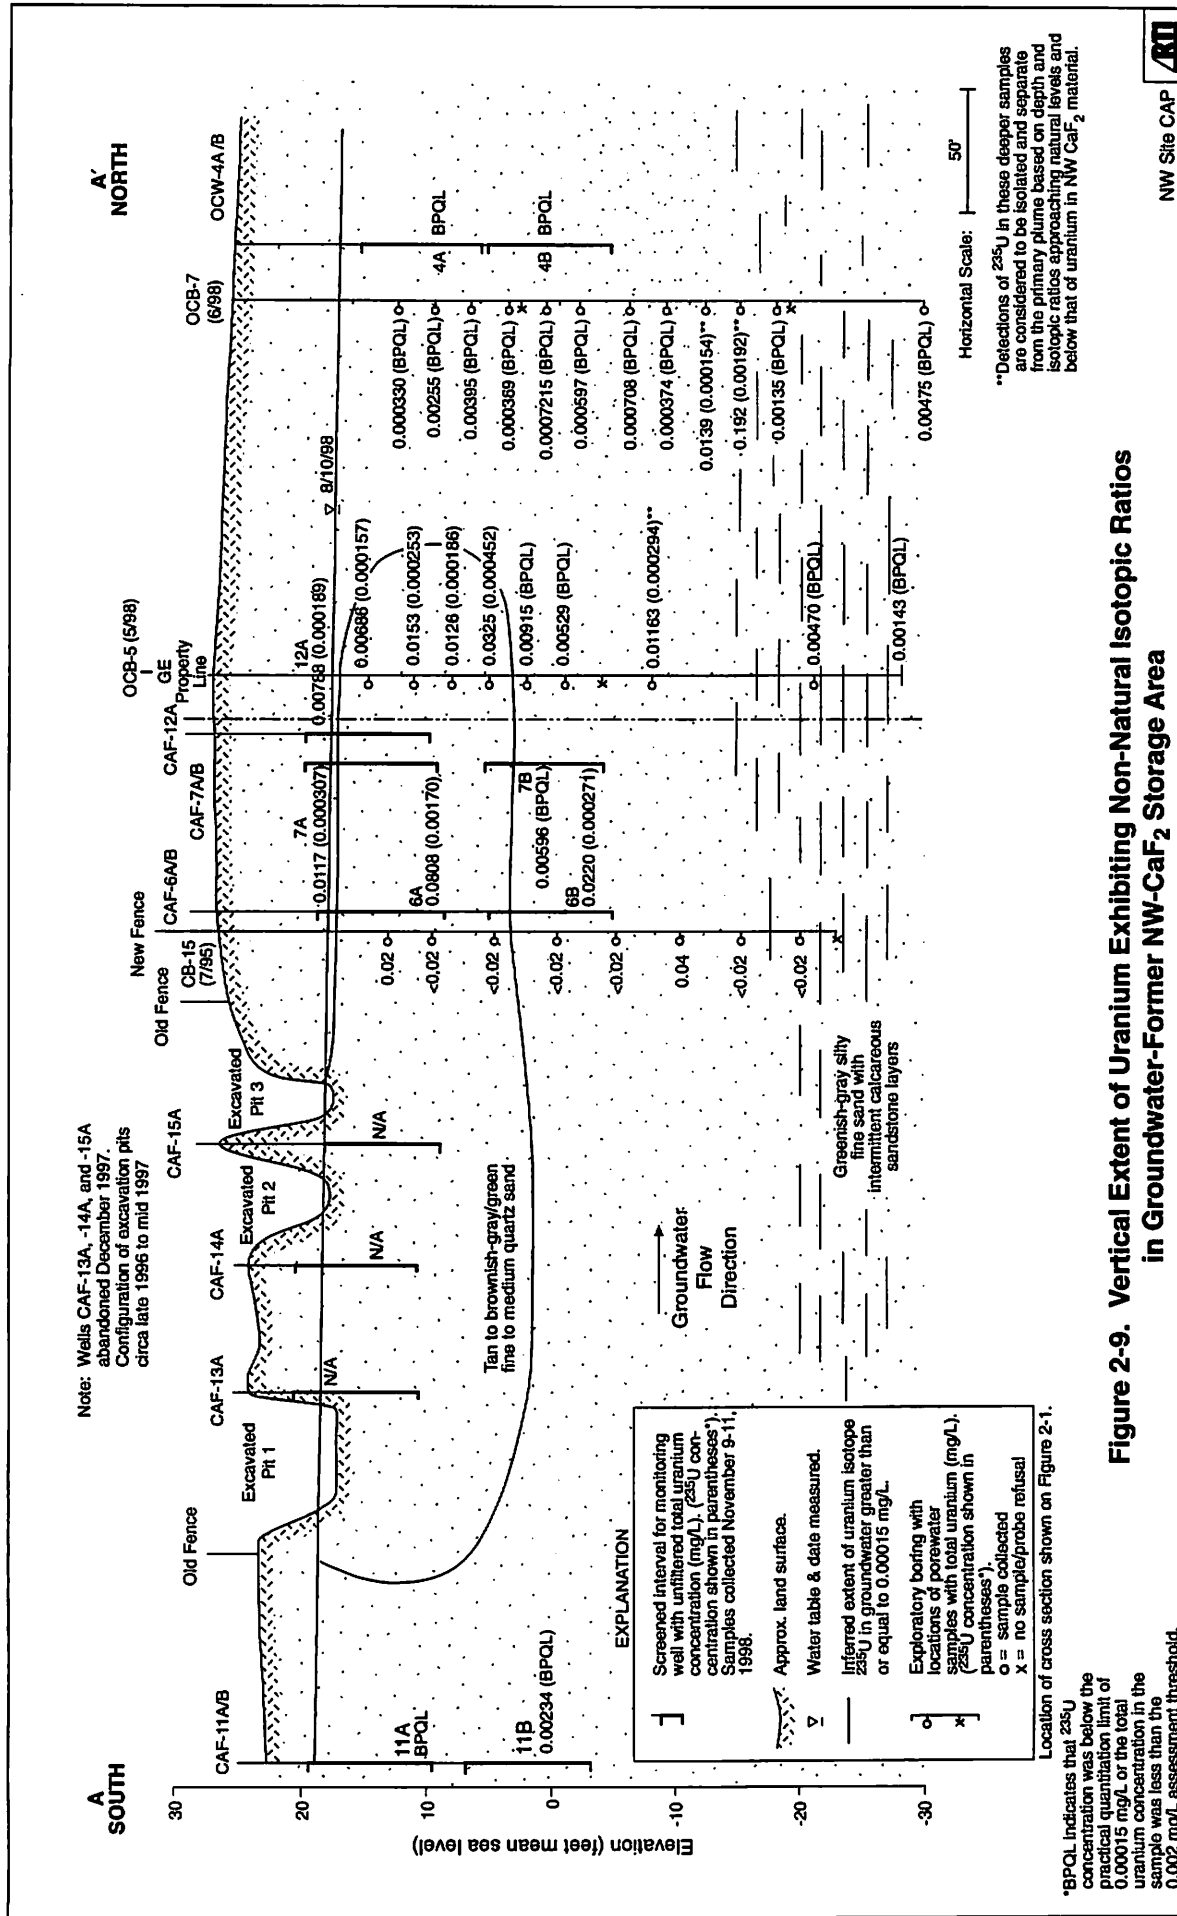 A
SOUTH
A′
NORTH
Note: Wells CAF-13A, -14A, and -15A
abandoned December 1997.
Configuration of excavation pits
circa late 1996 to mid 1997
CAF-11A/B
Old Fence
Excavated
Pit 1
CAF-13A
CAF-14A
Excavated
Pit 2
CAF-15A
Excavated
Pit 3
Old Fence
CB-15
(7/95)
New Fence
CAF-6A/B
CAF-7A/B
CAF-12A
GE
Property
Line
OCB-5 (5/98)
OCB-7
(6/98)
OCW-4A/B
Elevation (feet mean sea level)
30
20
10
0
-10
-20
-30
11A
BPQL
11B
0.00234 (BPQL)
N/A
N/A
N/A
0.02
<0.02
<0.02
<0.02
<0.02
0.04
<0.02
<0.02
7A
0.0117 (0.000307)
6A
0.0808 (0.00170)
7B
0.00596 (BPQL)
6B
0.0220 (0.000271)
12A
0.00788 (0.000189)
0.00686 (0.000157)
0.0153 (0.000253)
0.0126 (0.000186)
0.0325 (0.000452)
0.00915 (BPQL)
0.00529 (BPQL)
0.01163 (0.000294)**
0.00470 (BPQL)
0.00143 (BPQL)
8/10/98
0.000330 (BPQL)
0.00255 (BPQL)
0.00395 (BPQL)
0.000369 (BPQL)
0.0007215 (BPQL)
0.000597 (BPQL)
0.000708 (BPQL)
0.000374 (BPQL)
0.0139 (0.000154)**
0.192 (0.00192)**
0.00135 (BPQL)
0.00475 (BPQL)
4A
BPQL
4B
BPQL
Tan to brownish-gray/green
fine to medium quartz sand
Groundwater
Flow
Direction
Greenish-gray silty
fine sand with
intermittent calcareous
sandstone layers
EXPLANATION
Screened interval for monitoring
well with unfiltered total uranium
concentration (mg/L). (235U con-
centration shown in parentheses*).
Samples collected November 9-11,
1998.
Approx. land surface.
Water table & date measured.
Inferred extent of uranium isotope
235U in groundwater greater than
or equal to 0.00015 mg/L.
Exploratory boring with
locations of porewater
samples with total uranium (mg/L).
(235U concentration shown in
parentheses*).
o = sample collected
x = no sample/probe refusal
Location of cross section shown on Figure 2-1.
*BPQL indicates that 235U
concentration was below the
practical quantitation limit of
0.00015 mg/L or the total
uranium concentration in the
sample was less than the
0.002 mg/L assessment threshold.
Horizontal Scale:
50'
**Detections of 235U in these deeper samples
are considered to be isolated and separate
from the primary plume based on depth and
isotopic ratios approaching natural levels and
below that of uranium in NW CaF2 material.
Figure 2-9. Vertical Extent of Uranium Exhibiting Non-Natural Isotopic Ratios
in Groundwater-Former NW-CaF2 Storage Area
NW Site CAP
RTI